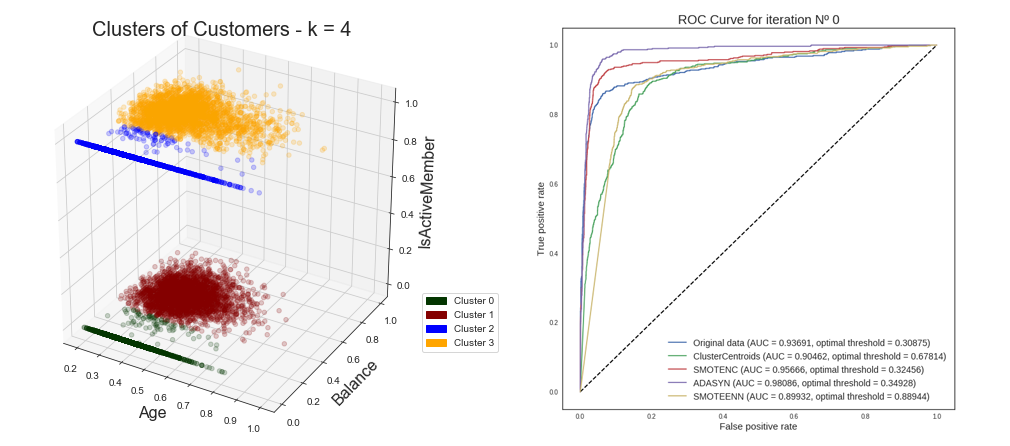 Clusters of Customers - k = 4
1.0
0.8
0.6
0.4
0.2
0.0
IsActiveMember
0.2
0.3
0.4
0.5
0.6
0.7
0.8
0.9
1.0
Age
0.0
0.2
0.4
0.6
0.8
1.0
Balance
Cluster 0
Cluster 1
Cluster 2
Cluster 3
ROC Curve for iteration Nº 0
1.0
0.8
0.6
0.4
0.2
0.0
True positive rate
Original data (AUC = 0.93691, optimal threshold = 0.30875)
ClusterCentroids (AUC = 0.90462, optimal threshold = 0.67814)
SMOTENC (AUC = 0.95666, optimal threshold = 0.32456)
ADASYN (AUC = 0.98086, optimal threshold = 0.34928)
SMOTEENN (AUC = 0.89932, optimal threshold = 0.88944)
0.0 0.2 0.4 0.6 0.8 1.0
False positive rate